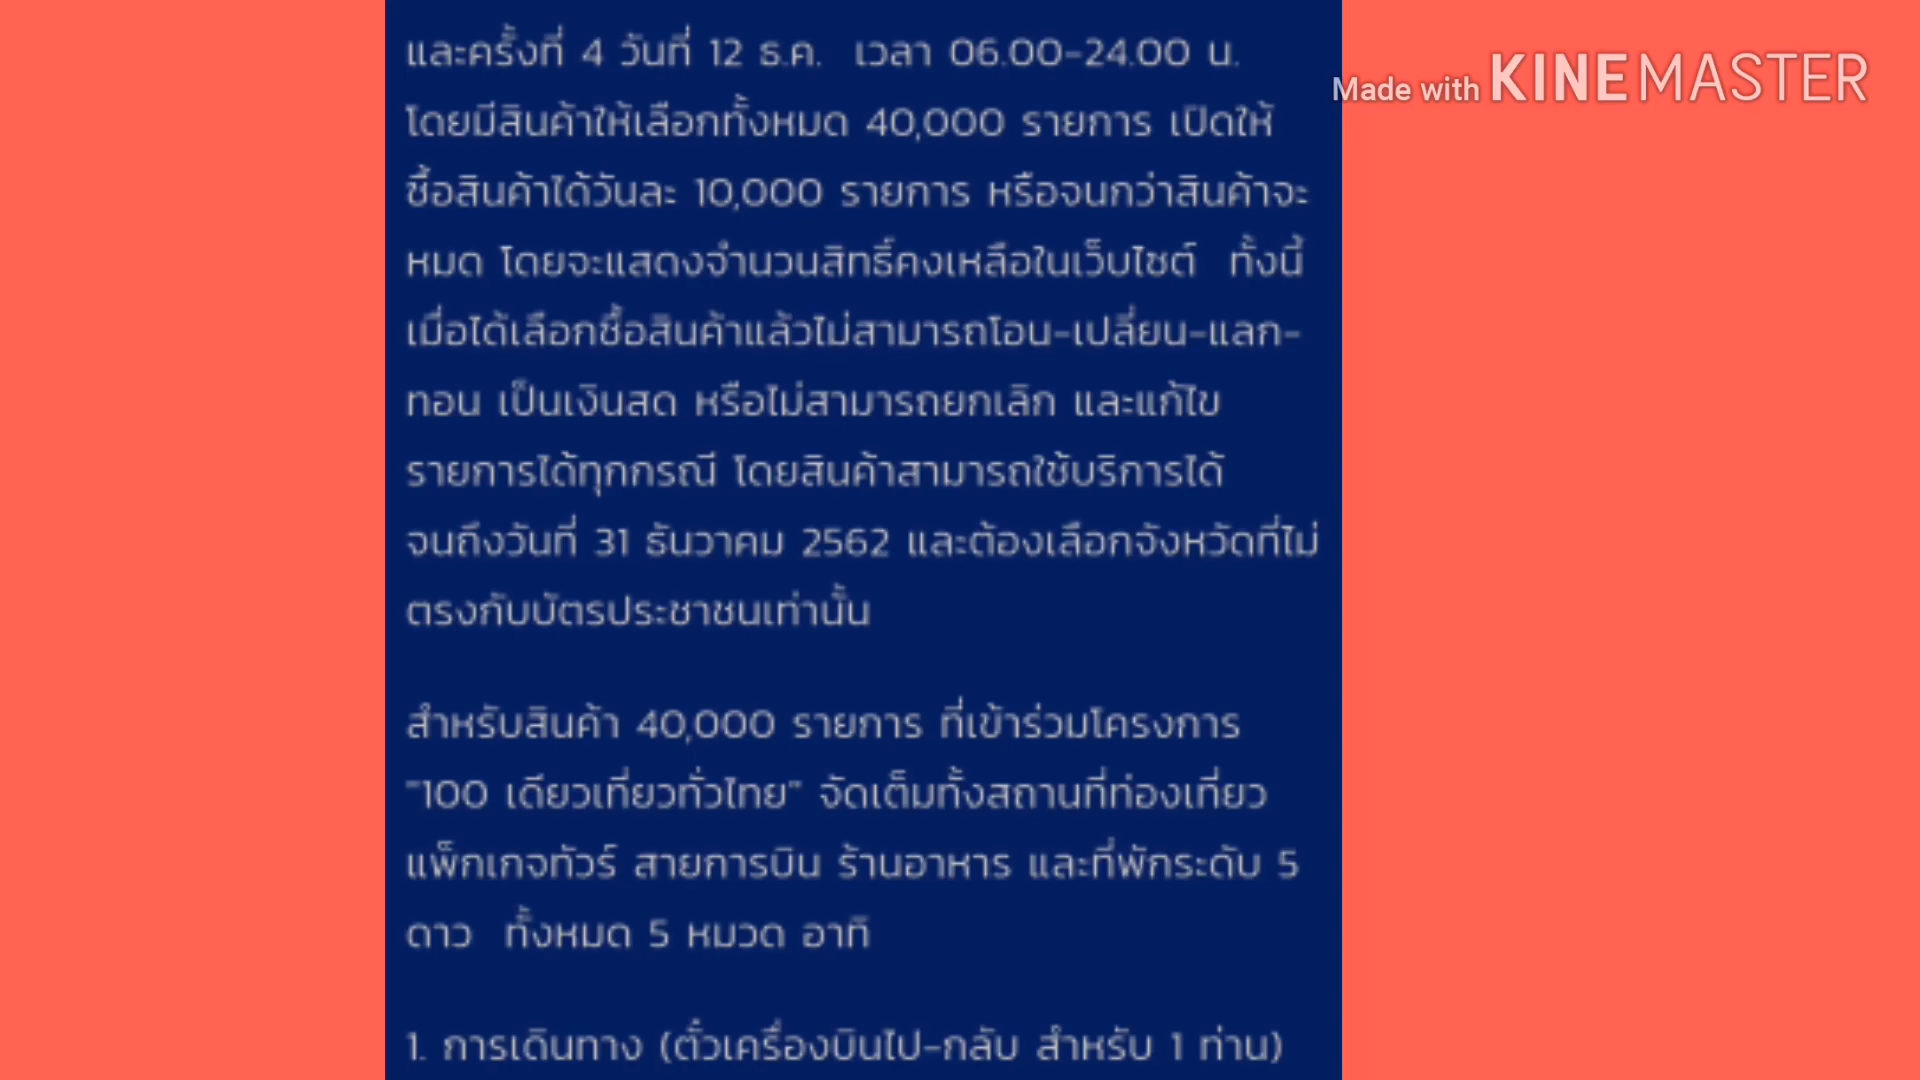 และครั้งที่ 4 วันที่ 12 ธ.ค.  เวลา 06.00-24.00 น.
Made with KINEMASTER
โดยมีสินค้าให้เลือกทั้งหมด 40,000 รายการ เปิดให้
ซื้อสินค้าได้วันละ 10,000 รายการ หรือจนกว่าสินค้าจะ
หมด โดยจะแสดงจำนวนสิทธิ์คงเหลือในเว็บไซต์  ทั้งนี้
เมื่อได้เลือกซื้อสินค้าแล้วไม่สามารถโอน-เปลี่ยน-แลก-
ทอน เป็นเงินสด หรือไม่สามารถยกเลิก และแก้ไข
รายการได้ทุกกรณี โดยสินค้าสามารถใช้บริการได้
จนถึงวันที่ 31 ธันวาคม 2562 และต้องเลือกจังหวัดที่ไม่
ตรงกับบัตรประชาชนเท่านั้น
สำหรับสินค้า 40,000 รายการ ที่เข้าร่วมโครงการ
"100 เดียวเที่ยวทั่วไทย" จัดเต็มทั้งสถานที่ท่องเที่ยว
แพ็กเกจทัวร์ สายการบิน ร้านอาหาร และที่พักระดับ 5
ดาว  ทั้งหมด 5 หมวด อาทิ
1. การเดินทาง (ตั๋วเครื่องบินไป-กลับ สำหรับ 1 ท่าน)